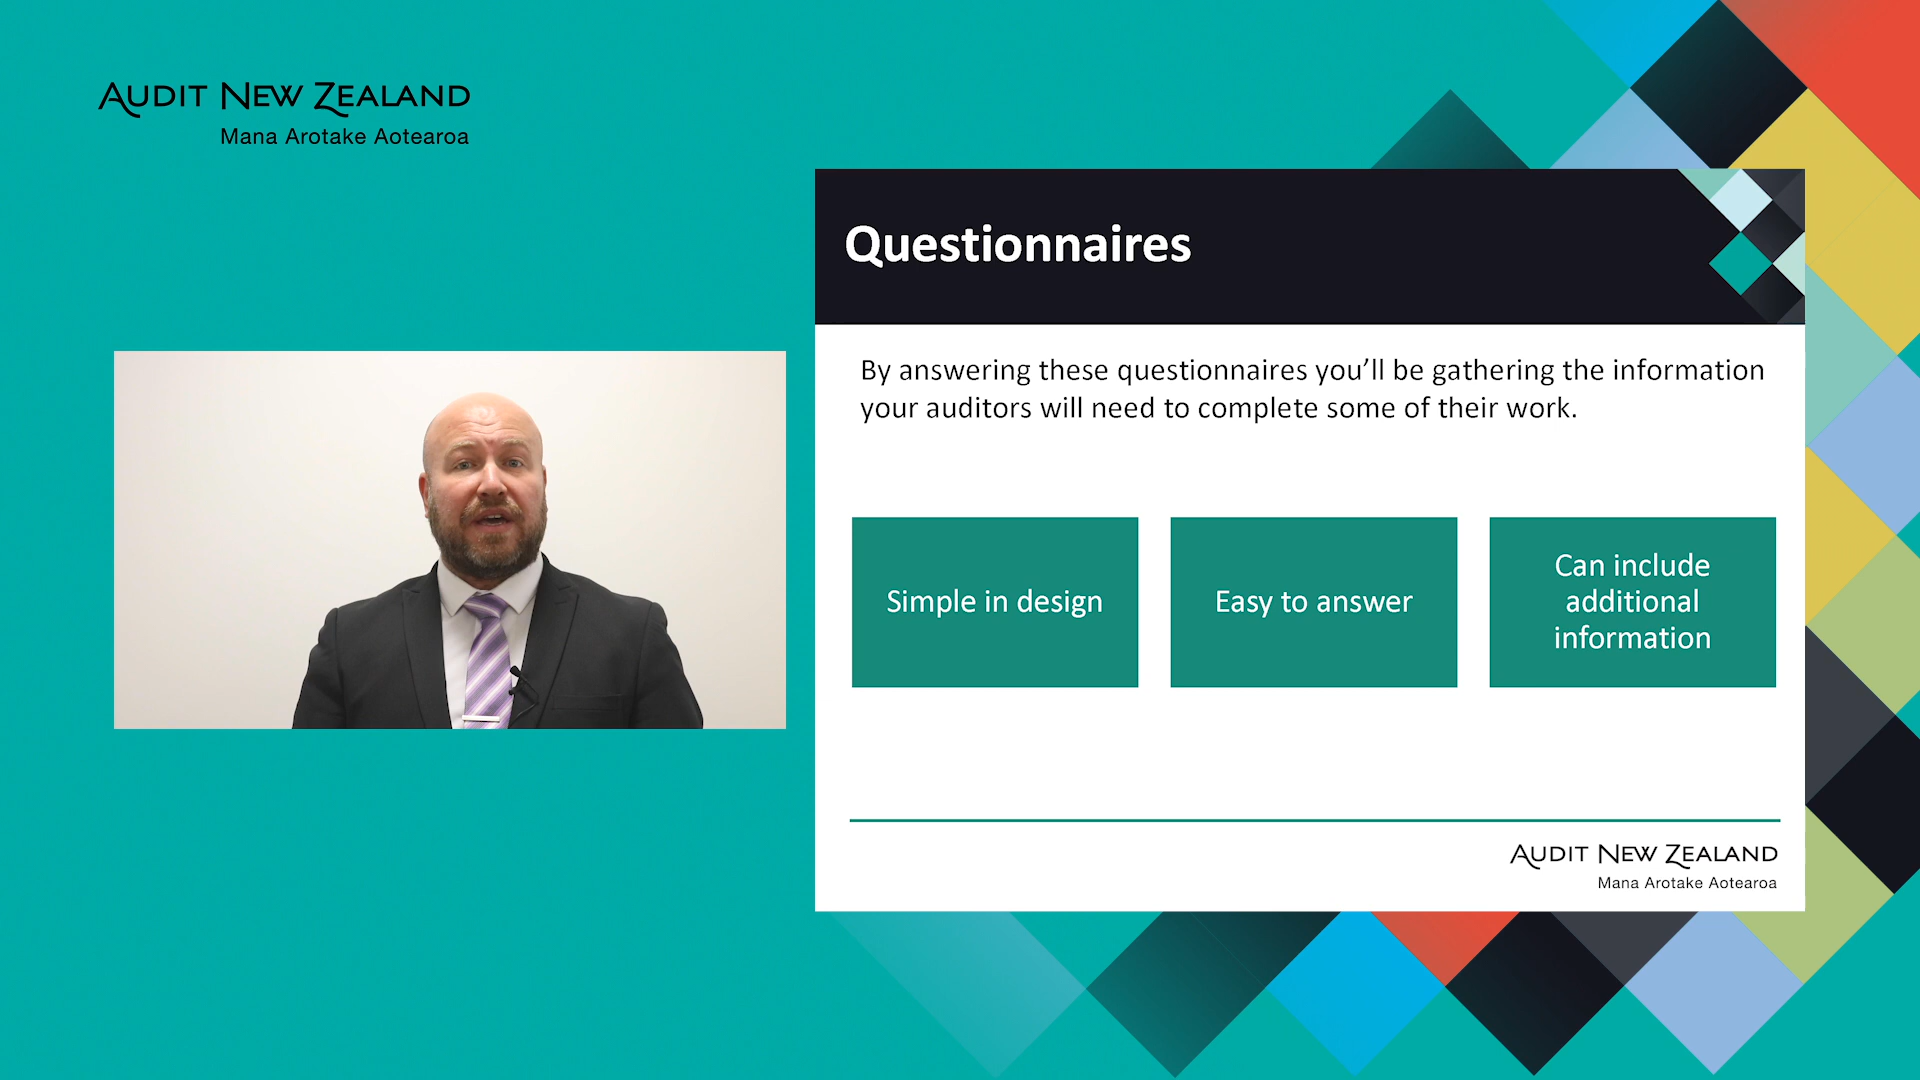 AUDIT NEW ZEALAND
Mana Arotake Aotearoa
Questionnaires
By answering these questionnaires you’ll be gathering the information
your auditors will need to complete some of their work.
Simple in design
Easy to answer
Can include
additional
information
AUDIT NEW ZEALAND
Mana Arotake Aotearoa